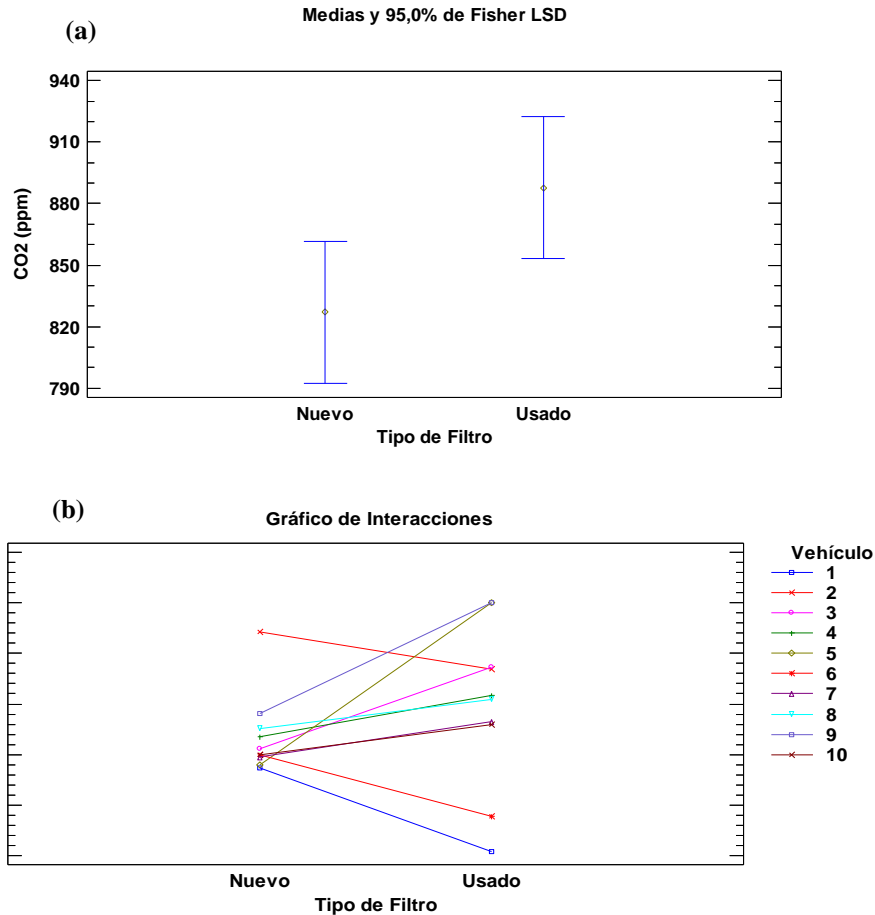 Medias y 95,0% de Fisher LSD
(a)
CO2 (ppm)
940
910
880
850
820
790
Nuevo
Usado
Tipo de Filtro
(b)
Gráfico de Interacciones
Vehículo
1
2
3
4
5
6
7
8
9
10
Nuevo
Usado
Tipo de Filtro